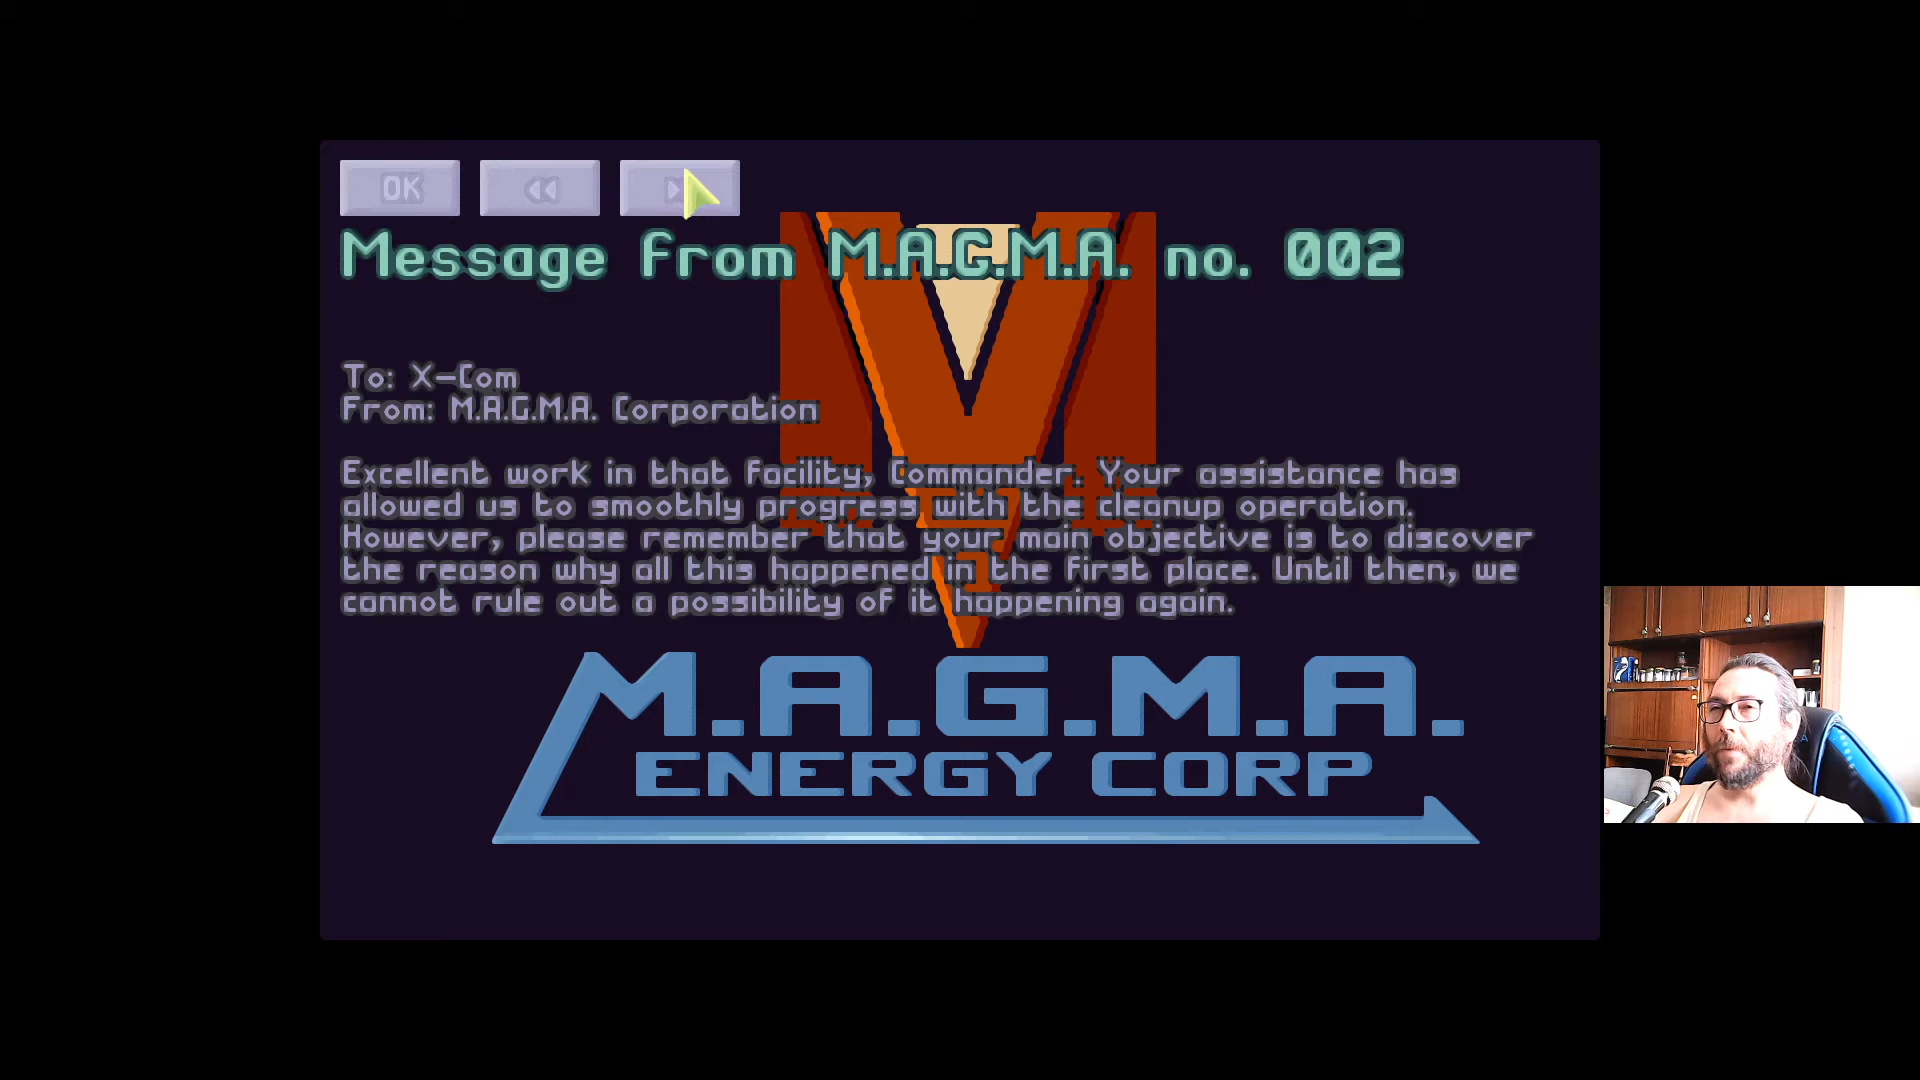 OK
Message from M.A.G.M.A. no. 002
To: X-Com
From: M.A.G.M.A. Corporation
Excellent work in that facility, Commander. Your assistance has
allowed us to smoothly progress with the cleanup operation.
However, please remember that your main objective is to discover
the reason why all this happened in the first place. Until then, we
cannot rule out a possibility of it happening again.
M.A.G.M.A.
ENERGY CORP